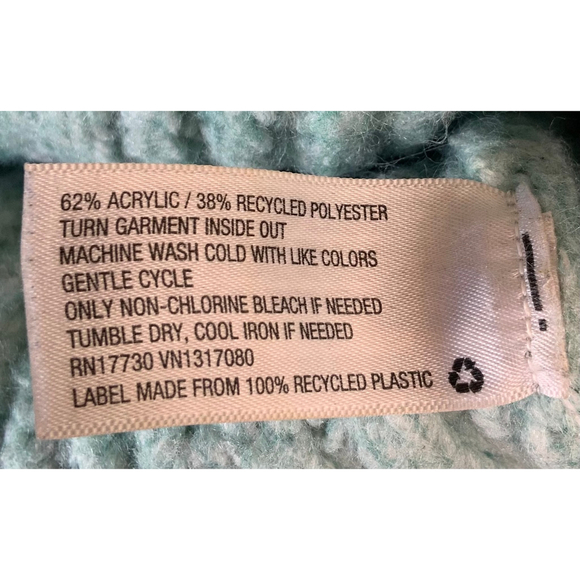 62% ACRYLIC / 38% RECYCLED POLYESTER
TURN GARMENT INSIDE OUT
MACHINE WASH COLD WITH LIKE COLORS
GENTLE CYCLE
ONLY NON-CHLORINE BLEACH IF NEEDED
TUMBLE DRY, COOL IRON IF NEEDED
RN17730 VN1317080
LABEL MADE FROM 100% RECYCLED PLASTIC